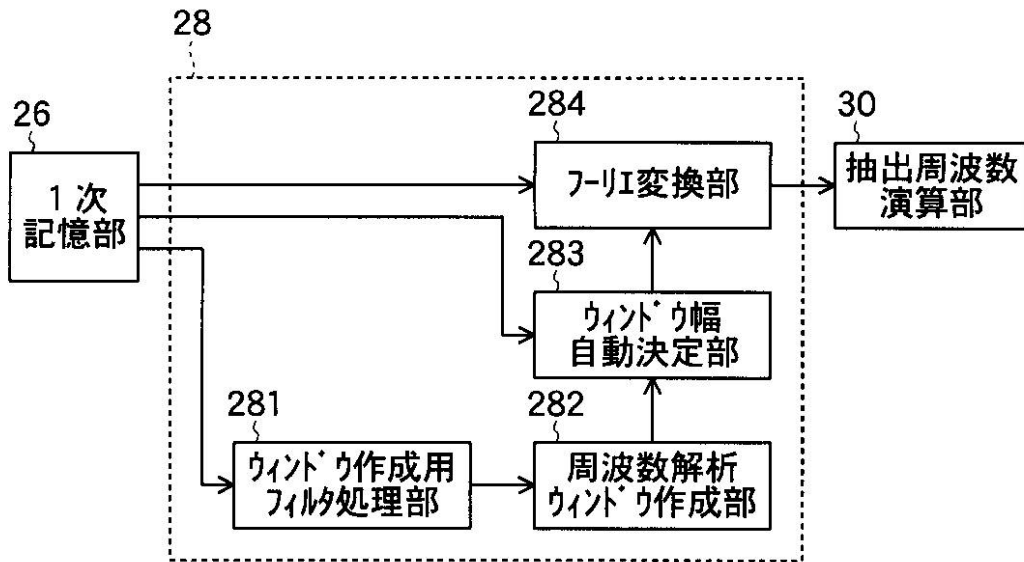 28
26
１次
記憶部
284
フーリエ変換部
30
抽出周波数
演算部
283
ウィンドウ幅
自動決定部
281
ウィンドウ作成用
フィルタ処理部
282
周波数解析
ウィンドウ作成部